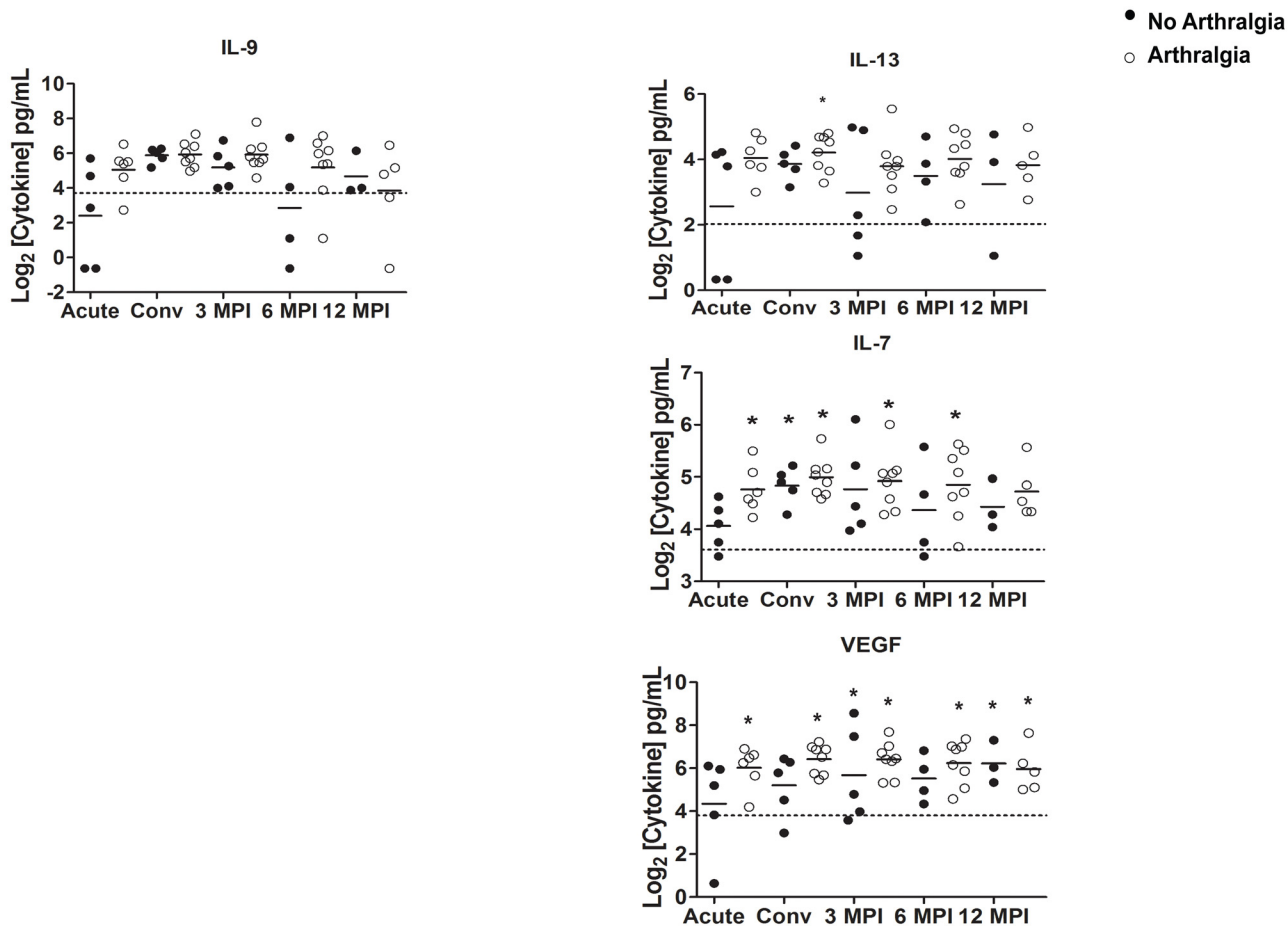 No Arthralgia
Arthralgia
IL-9
Log2 [Cytokine] pg/mL
10
8
6
4
2
0
-2
Acute Conv 3 MPI 6 MPI 12 MPI
IL-13
*
Log2 [Cytokine] pg/mL
6
4
2
0
Acute Conv 3 MPI 6 MPI 12 MPI
IL-7
* * * * *
Log2 [Cytokine] pg/mL
7
6
5
4
3
Acute Conv 3 MPI 6 MPI 12 MPI
VEGF
* * * * * * *
Log2 [Cytokine] pg/mL
10
8
6
4
2
0
Acute Conv 3 MPI 6 MPI 12 MPI